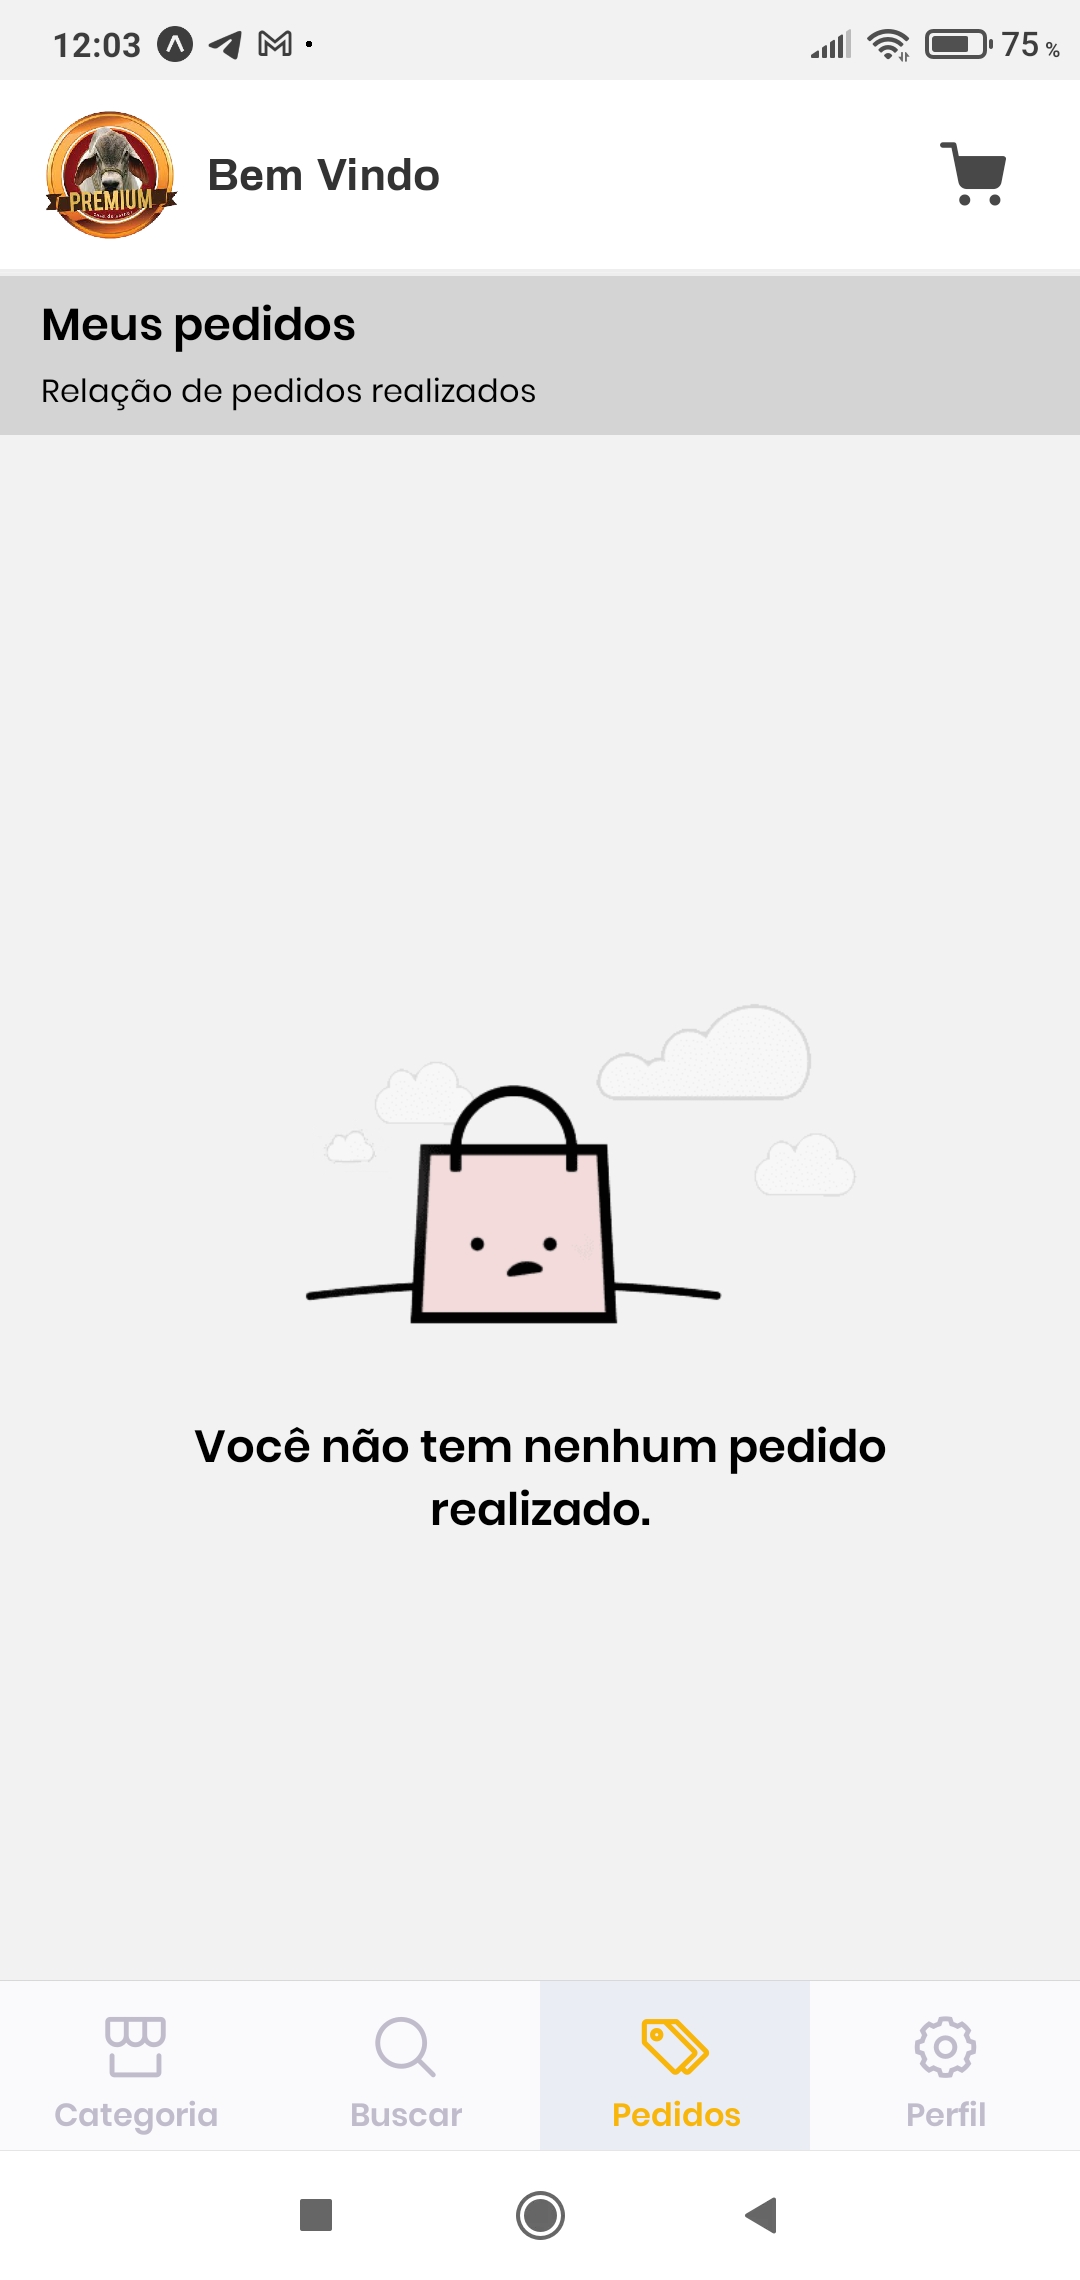 12:03
75 %
PREMIUM
Bem Vindo
Meus pedidos
Relação de pedidos realizados
Você não tem nenhum pedido
realizado.
Categoria
Buscar
Pedidos
Perfil